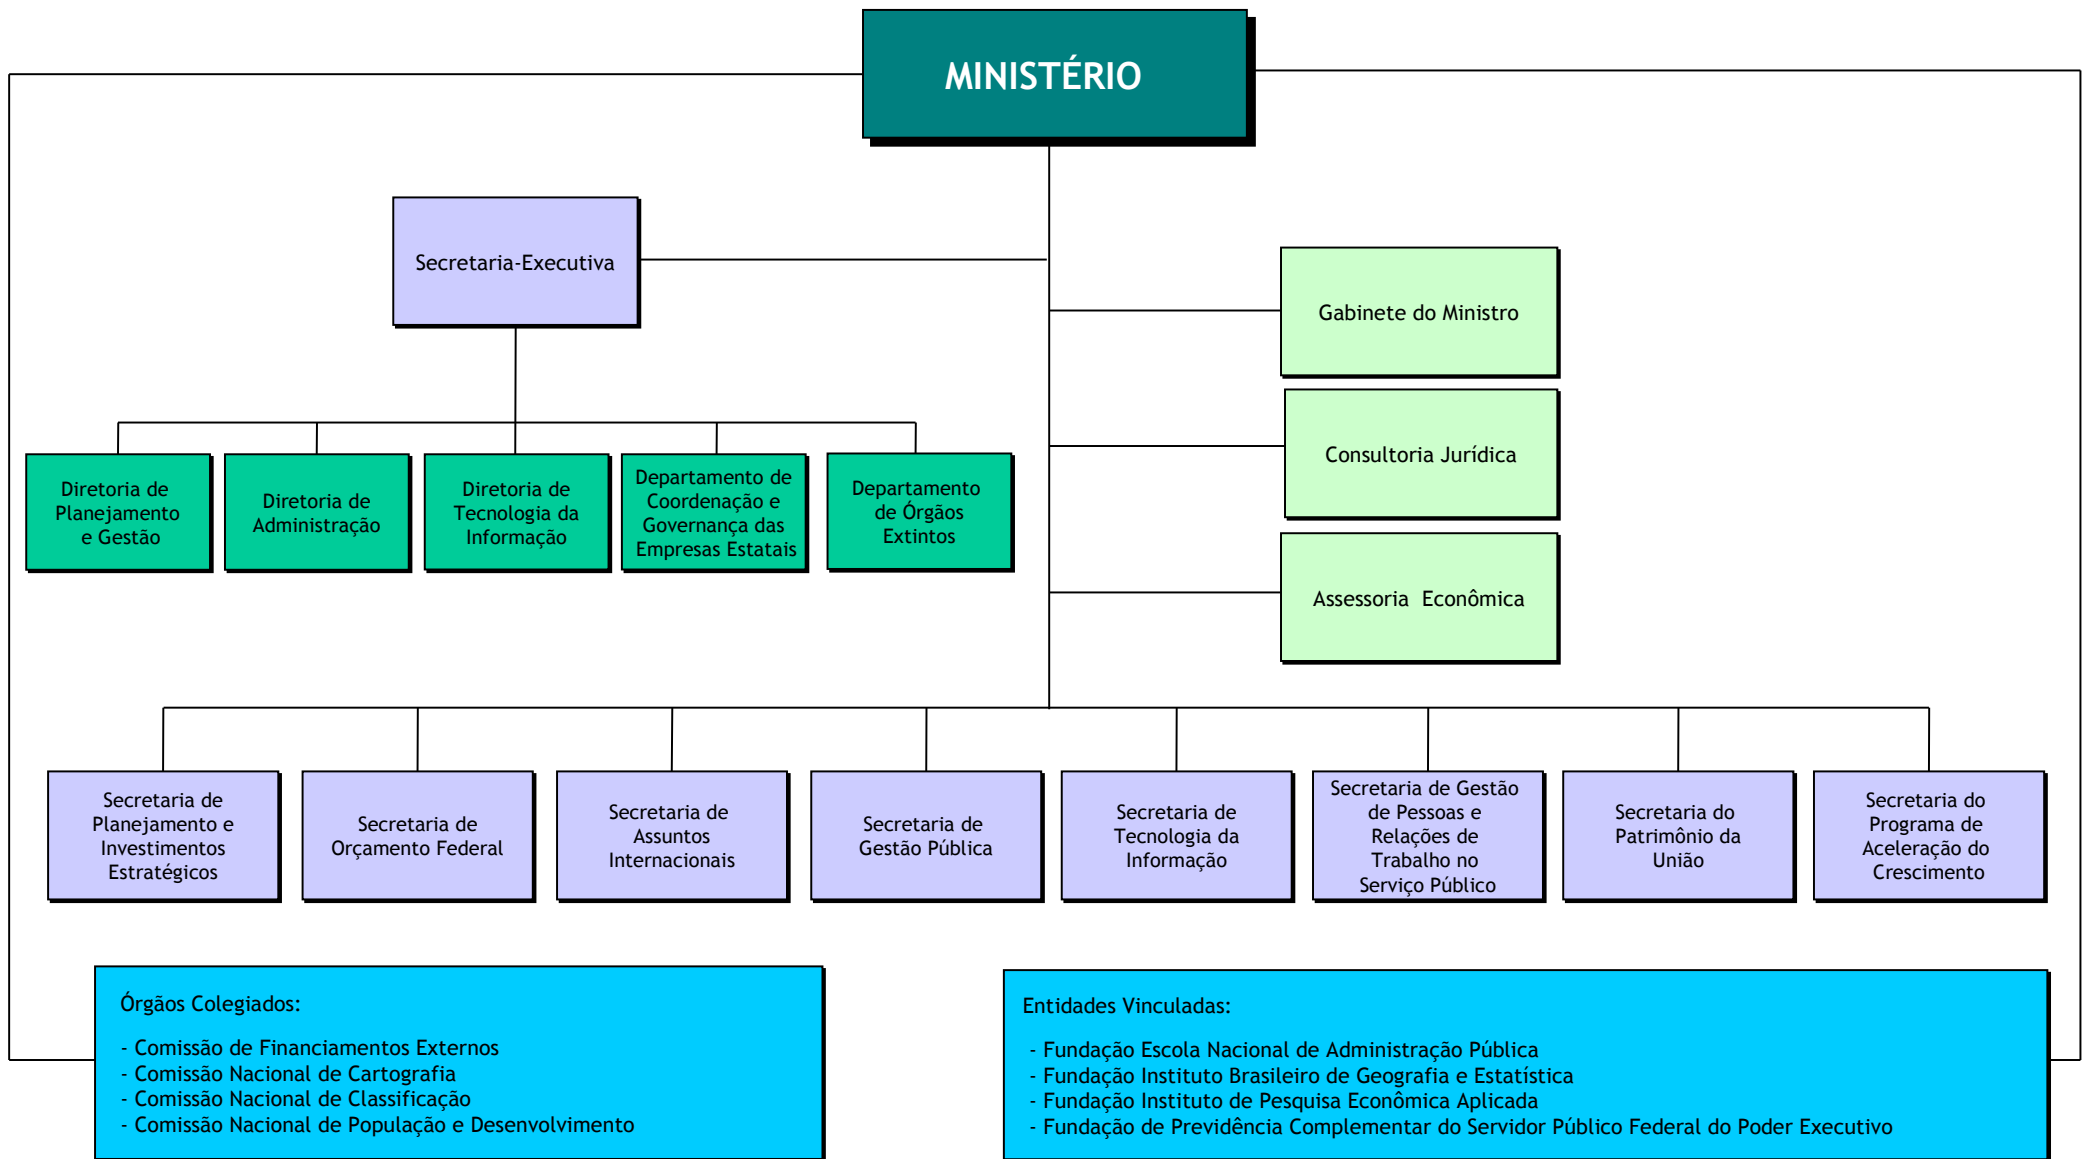 MINISTÉRIO
Secretaria-Executiva
Gabinete do Ministro
Consultoria Jurídica
Assessoria Econômica
Diretoria de
Planejamento
e Gestão
Diretoria de
Administração
Diretoria de
Tecnologia da
Informação
Departamento de
Coordenação e
Governança das
Empresas Estatais
Departamento
de Órgãos
Extintos
Secretaria de
Planejamento e
Investimentos
Estratégicos
Secretaria de
Orçamento Federal
Secretaria de
Assuntos
Internacionais
Secretaria de
Gestão Pública
Secretaria de
Tecnologia da
Informação
Secretaria de Gestão
de Pessoas e
Relações de
Trabalho no
Serviço Público
Secretaria do
Patrimônio da
União
Secretaria do
Programa de
Aceleração do
Crescimento
Órgãos Colegiados:
- Comissão de Financiamentos Externos
- Comissão Nacional de Cartografia
- Comissão Nacional de Classificação
- Comissão Nacional de População e Desenvolvimento
Entidades Vinculadas:
- Fundação Escola Nacional de Administração Pública
- Fundação Instituto Brasileiro de Geografia e Estatística
- Fundação Instituto de Pesquisa Econômica Aplicada
- Fundação de Previdência Complementar do Servidor Público Federal do Poder Executivo